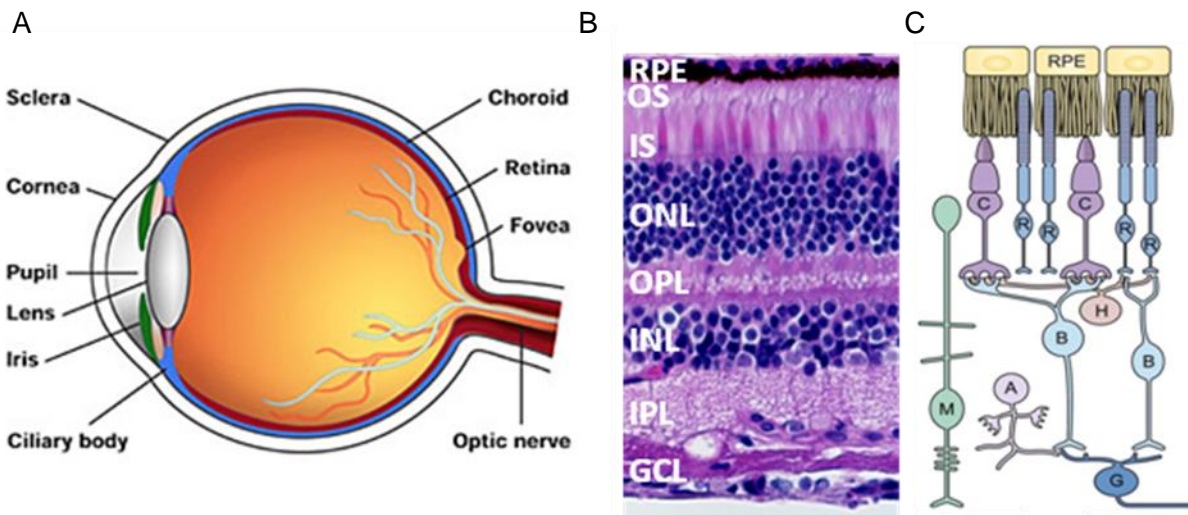 A
Sclera
Cornea
Pupil
Lens
Iris
Ciliary body
Choroid
Retina
Fovea
Optic nerve
B
RPE
OS
IS
ONL
OPL
INL
IPL
GCL
C
RPE
C
R
R
C
R
R
H
B
B
A
M
G